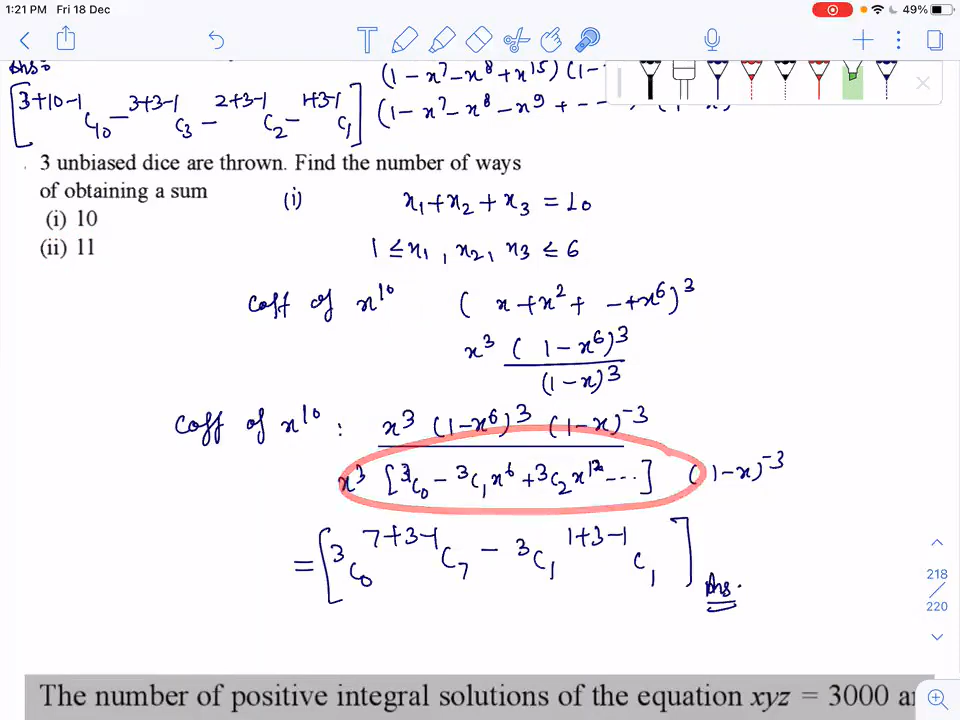 1:21 PM Fri 18 Dec
49%
Ans:
(1 - x⁷ - x⁸ + x¹⁵) (1 -
[³⁺¹⁰⁻¹C₁₀ - ³⁺³⁻¹C₃ - ²⁺³⁻¹C₂ - ¹⁺³⁻¹C₁]
(1 - x⁷ - x⁸ - x⁹ + - -
3 unbiased dice are thrown. Find the number of ways
of obtaining a sum
(i) 10
(ii) 11
(i) x₁ + x₂ + x₃ = 10
1 ≤ x₁, x₂, x₃ ≤ 6
Coff of x¹⁰ (x + x² + - + x⁶)³
x³ (1 - x⁶)³
(1 - x)³
Coff of x¹⁰ : x³ (1 - x⁶)³ (1 - x)⁻³
x³ [³C₀ - ³C₁x⁶ + ³C₂x¹² - ...] (1 - x)⁻³
= [³C₀ ⁷⁺³⁻¹C₇ - ³C₁ ¹⁺³⁻¹C₁] Ans.
218
/
220
The number of positive integral solutions of the equation xyz = 3000 ar